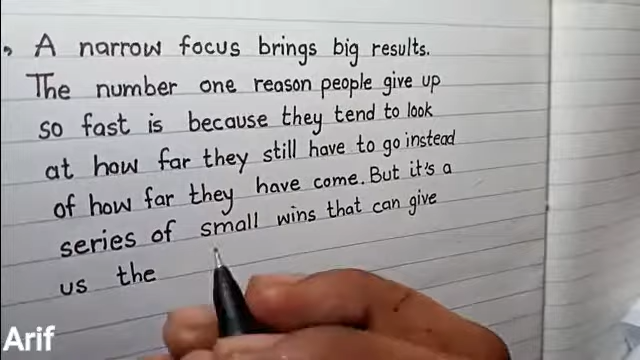 A narrow focus brings big results.
The number one reason people give up
so fast is because they tend to look
at how far they still have to go instead
of how far they have come. But it's a
series of small wins that can give
us the
Arif